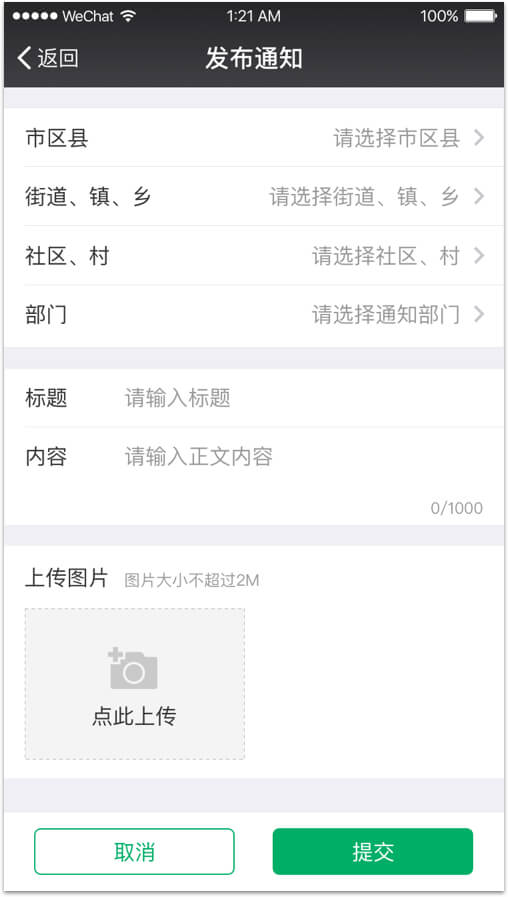 WeChat 1:21 AM 100%
返回 发布通知
市区县 请选择市区县
街道、镇、乡 请选择街道、镇、乡
社区、村 请选择社区、村
部门 请选择通知部门
标题 请输入标题
内容 请输入正文内容
0/1000
上传图片 图片大小不超过2M
点此上传
取消 提交